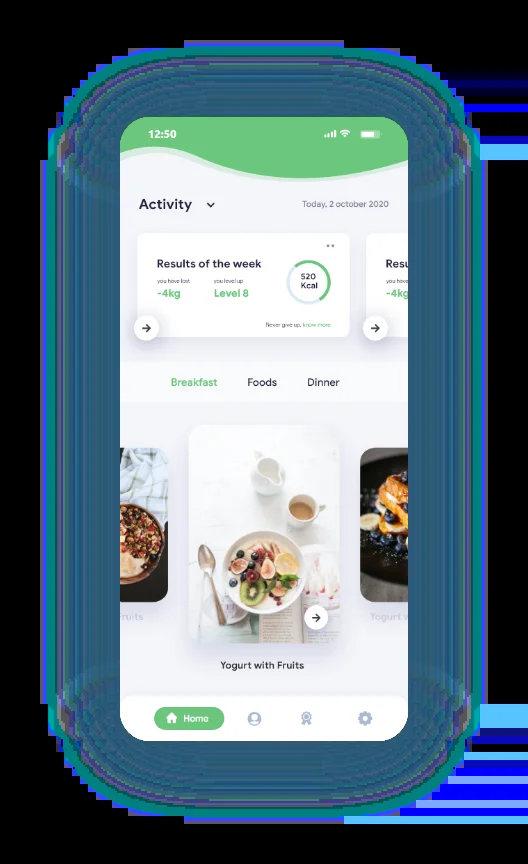 12:50
Activity
Today, 2 october 2020
Results of the week
you have lost
you level up
-4kg
Level 8
520
Kcal
Never give up, know more
Resu
you have
-4kg
Breakfast
Foods
Dinner
ruits
Yogurt w
Yogurt with Fruits
Home